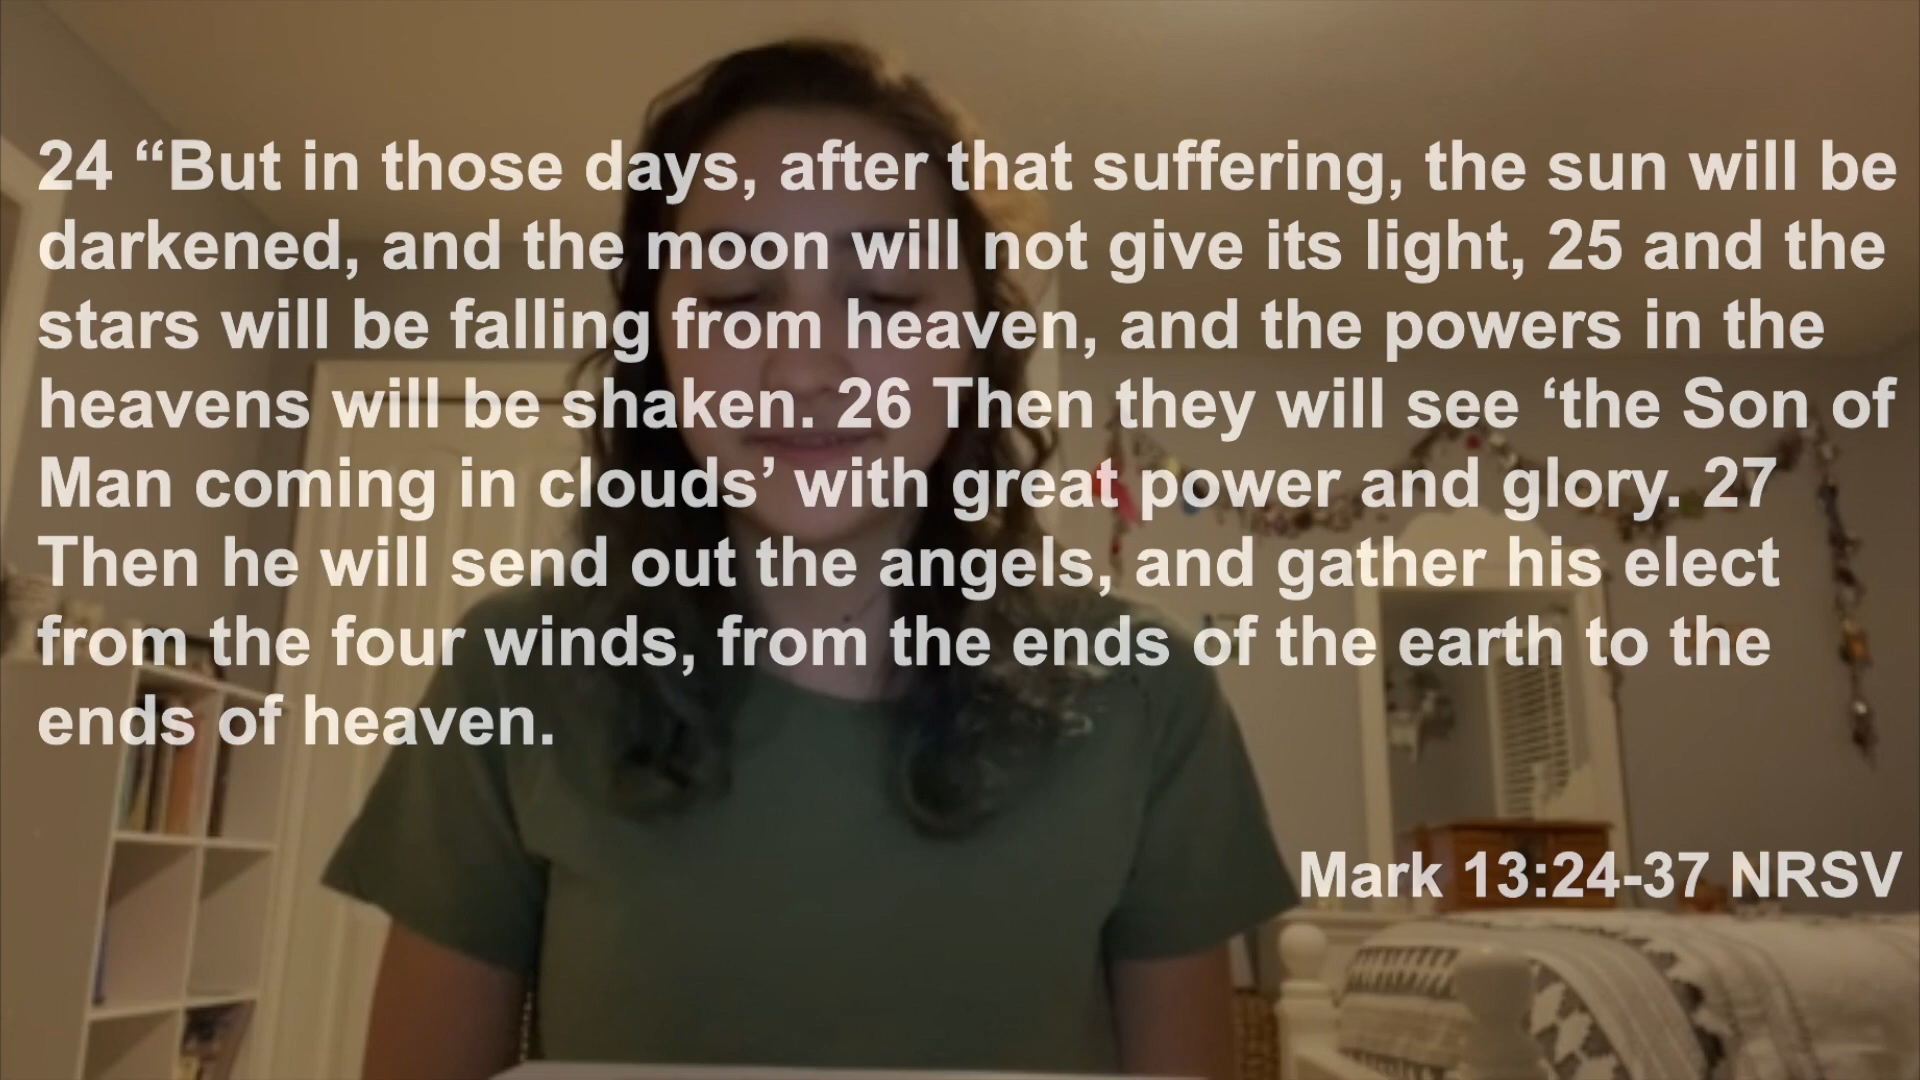 24 “But in those days, after that suffering, the sun will be
darkened, and the moon will not give its light, 25 and the
stars will be falling from heaven, and the powers in the
heavens will be shaken. 26 Then they will see ‘the Son of
Man coming in clouds’ with great power and glory. 27
Then he will send out the angels, and gather his elect
from the four winds, from the ends of the earth to the
ends of heaven.
Mark 13:24-37 NRSV